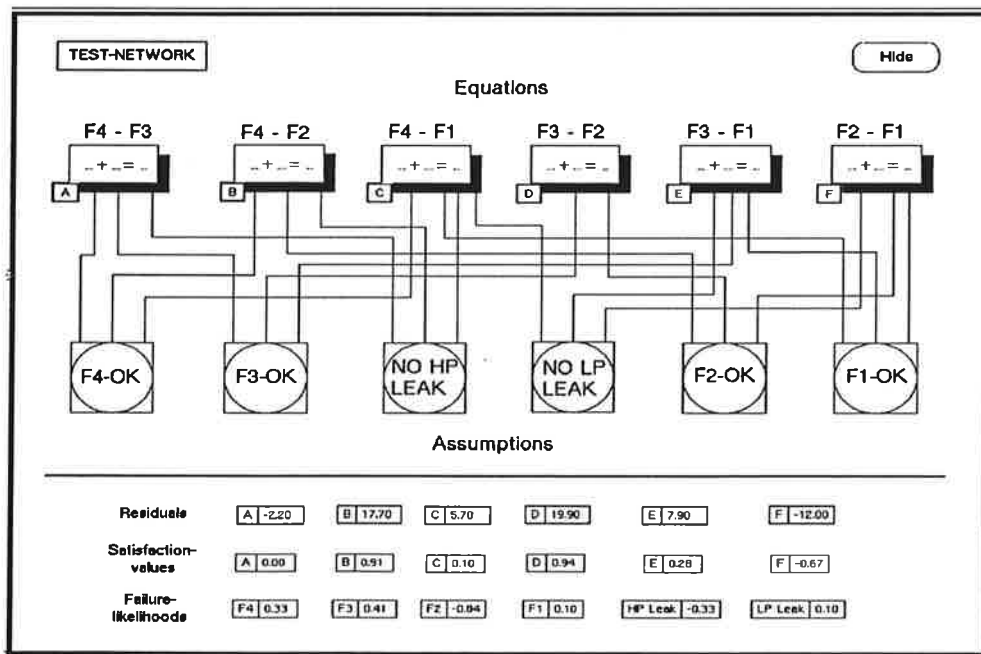 TEST-NETWORK
Hide
Equations
F4 - F3 F4 - F2 F4 - F1 F3 - F2 F3 - F1 F2 - F1
.. + .. = .. .. + .. = .. .. + .. = .. .. + .. = .. .. + .. = .. .. + .. = ..
A B C D E F
F4-OK F3-OK NO HP LEAK NO LP LEAK F2-OK F1-OK
Assumptions
Residuals A -2.20 B 17.70 C 5.70 D 19.90 E 7.90 F -12.00
Satisfaction-
values A 0.00 B 0.91 C 0.10 D 0.94 E 0.28 F -0.67
Failure-
likelihoods F4 0.33 F3 0.41 F2 -0.84 F1 0.10 HP Leak -0.33 LP Leak 0.10